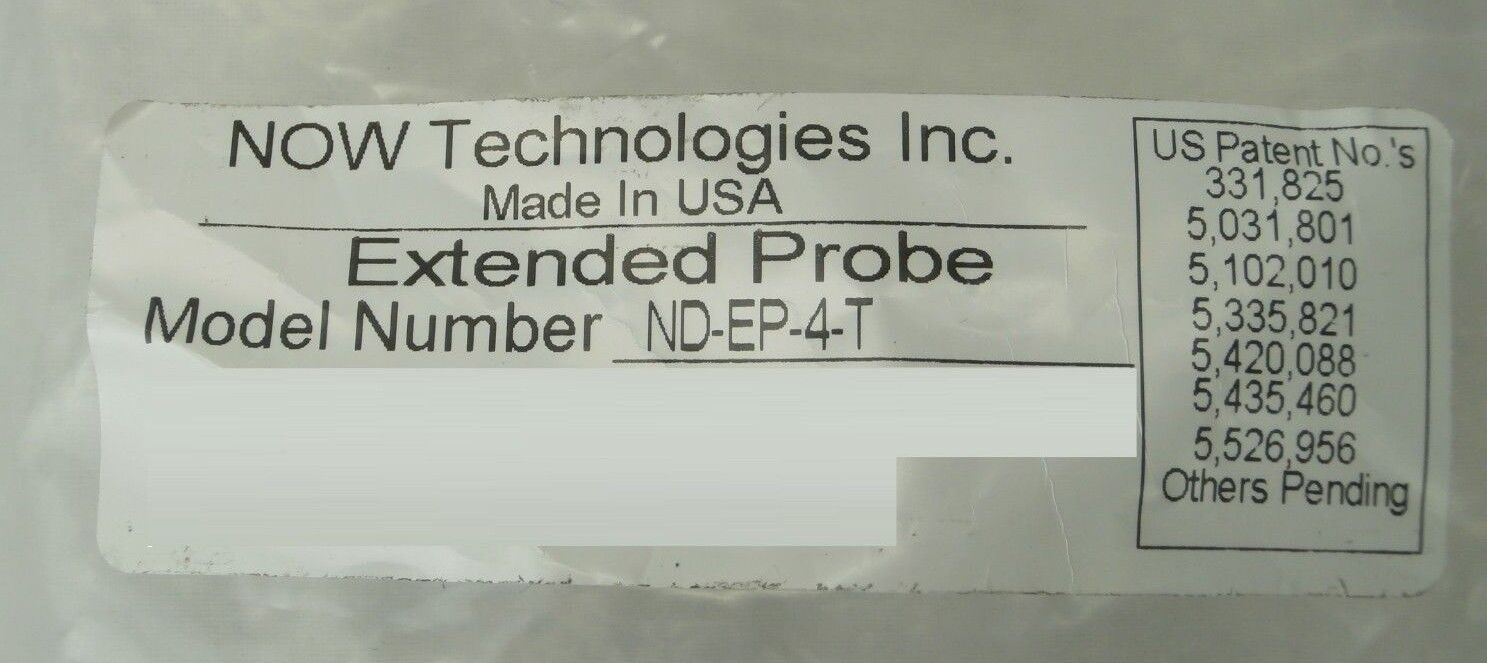 NOW Technologies Inc.
Made In USA
Extended Probe
Model Number ND-EP-4-T
US Patent No.'s
331,825
5,031,801
5,102,010
5,335,821
5,420,088
5,435,460
5,526,956
Others Pending